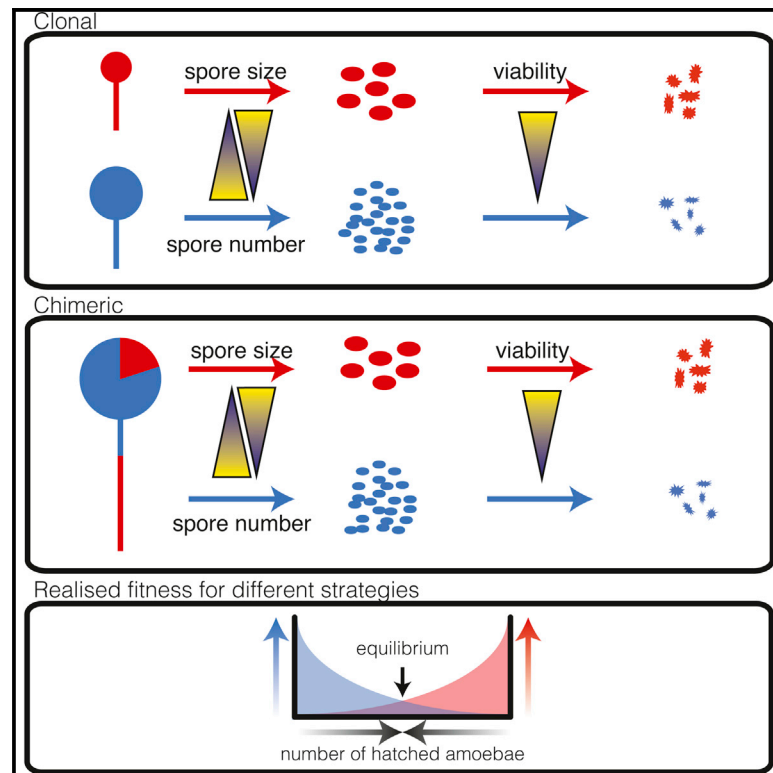 Clonal
spore size
viability
spore number
Chimeric
spore size
viability
spore number
Realised fitness for different strategies
equilibrium
number of hatched amoebae